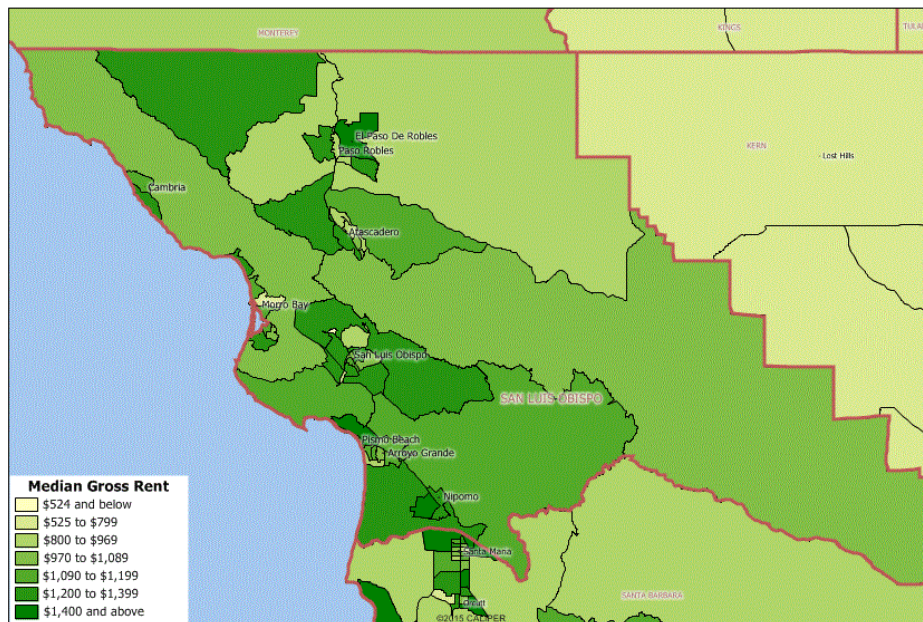 MONTEREY
KINGS
TULA
El Paso De Robles
Paso Robles
KERN
Lost Hills
Cambria
Atascadero
Morro Bay
San Luis Obispo
SAN LUIS OBISPO
Pismo Beach
Arroyo Grande
Nipomo
Santa Maria
SANTA BARBARA
Orcutt
©2015 CALIPER
Median Gross Rent
$524 and below
$525 to $799
$800 to $969
$970 to $1,089
$1,090 to $1,199
$1,200 to $1,399
$1,400 and above